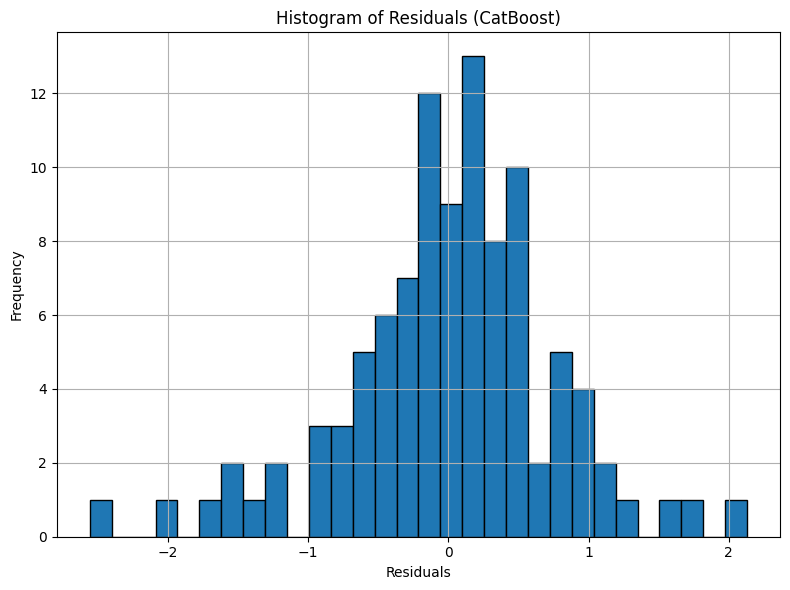 Histogram of Residuals (CatBoost)
12
10
8
6
4
2
0
Frequency
−2 −1 0 1 2
Residuals